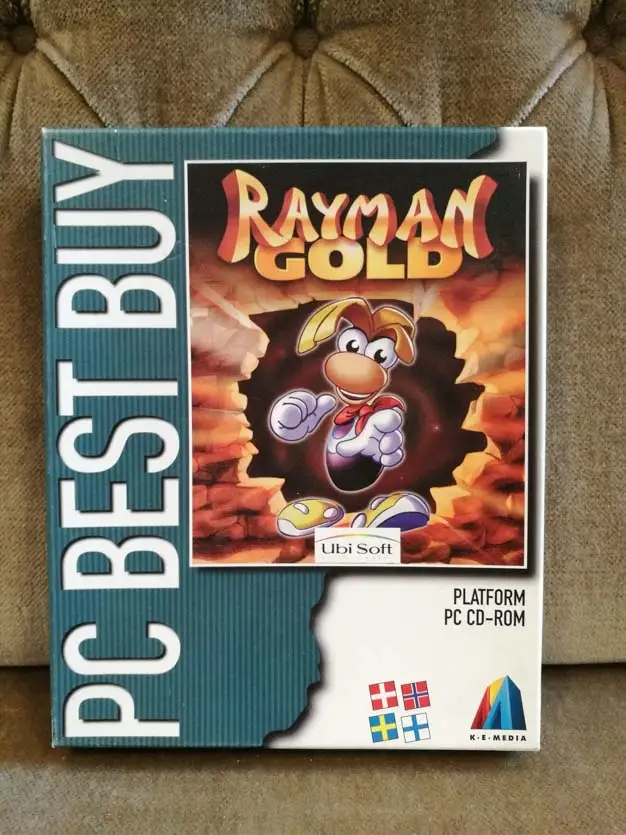 PC BEST BUY
RAYMAN
GOLD
Ubi Soft
PLATFORM
PC CD-ROM
K·E·MEDIA